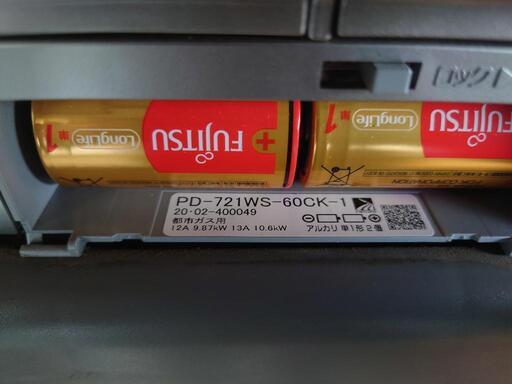 ロック
FUJITSU
LongLife
単1
FUJITSU
LongLife
単1
PD-721WS-60CK-1
20・02-400049
都市ガス用
12A 9.87kW 13A 10.6kW
アルカリ 単1形 2個